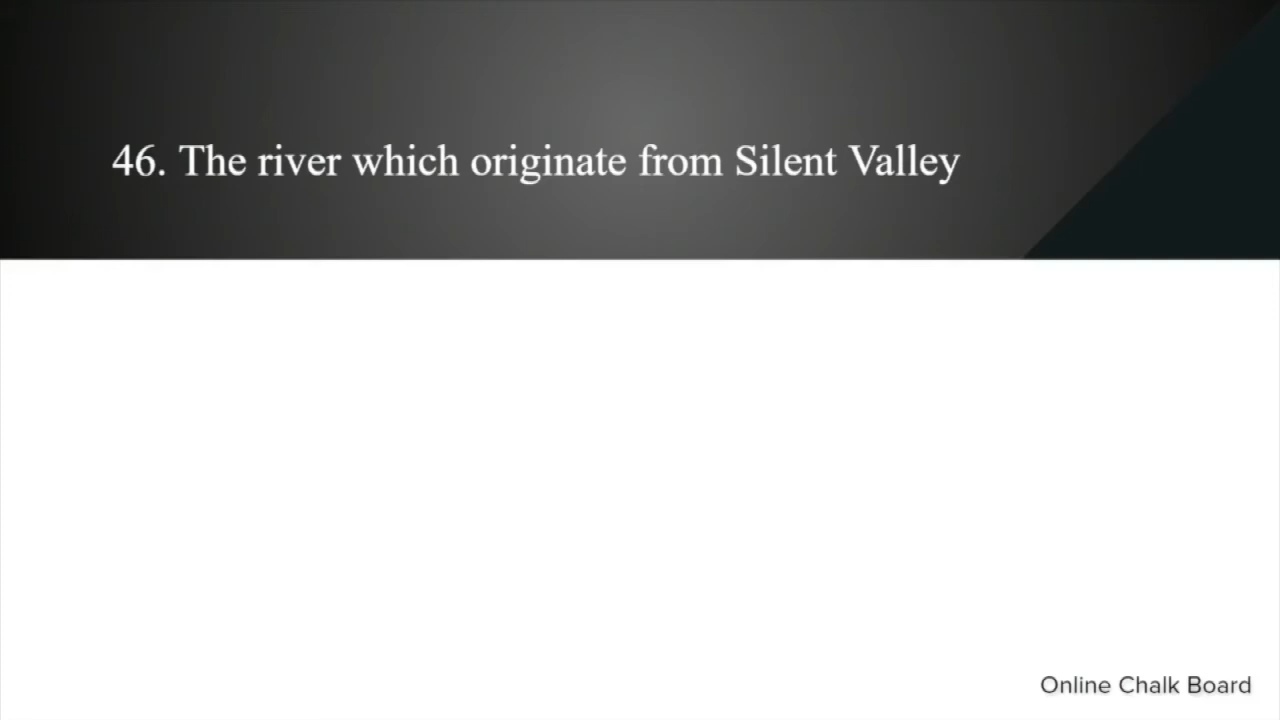 46. The river which originate from Silent Valley
Online Chalk Board